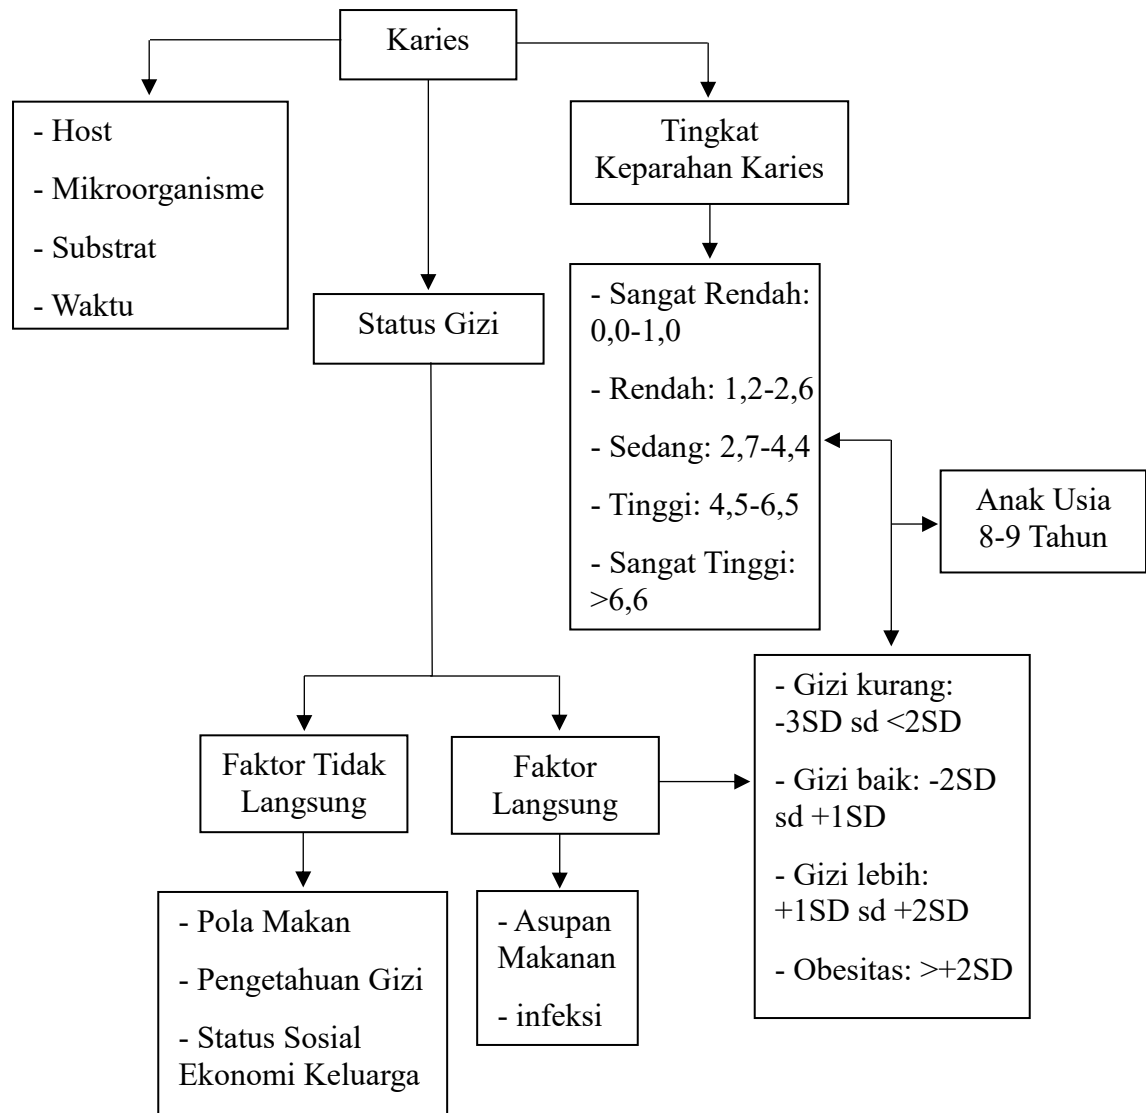 Karies
- Host
- Mikroorganisme
- Substrat
- Waktu
Tingkat
Keparahan Karies
Status Gizi
- Sangat Rendah:
0,0-1,0
- Rendah: 1,2-2,6
- Sedang: 2,7-4,4
- Tinggi: 4,5-6,5
- Sangat Tinggi:
>6,6
Anak Usia
8-9 Tahun
Faktor Tidak
Langsung
Faktor
Langsung
- Gizi kurang:
-3SD sd <2SD
- Gizi baik: -2SD
sd +1SD
- Gizi lebih:
+1SD sd +2SD
- Obesitas: >+2SD
- Pola Makan
- Pengetahuan Gizi
- Status Sosial
Ekonomi Keluarga
- Asupan
Makanan
- infeksi